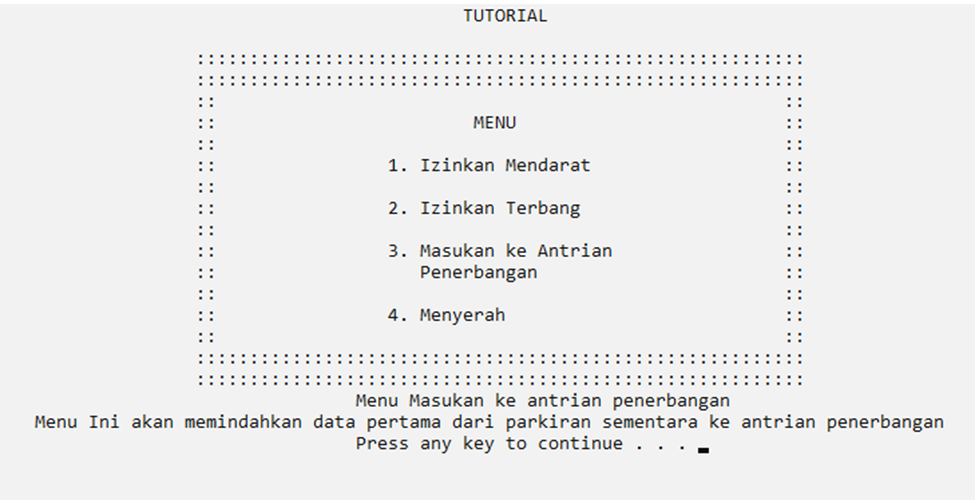 TUTORIAL
::::::::::::::::::::::::::::::::::::::::::::::::::::::::
::::::::::::::::::::::::::::::::::::::::::::::::::::::::
:: ::
:: MENU ::
:: ::
:: 1. Izinkan Mendarat ::
:: ::
:: 2. Izinkan Terbang ::
:: ::
:: 3. Masukan ke Antrian ::
:: Penerbangan ::
:: ::
:: 4. Menyerah ::
:: ::
::::::::::::::::::::::::::::::::::::::::::::::::::::::::
::::::::::::::::::::::::::::::::::::::::::::::::::::::::
Menu Masukan ke antrian penerbangan
Menu Ini akan memindahkan data pertama dari parkiran sementara ke antrian penerbangan
Press any key to continue . . .